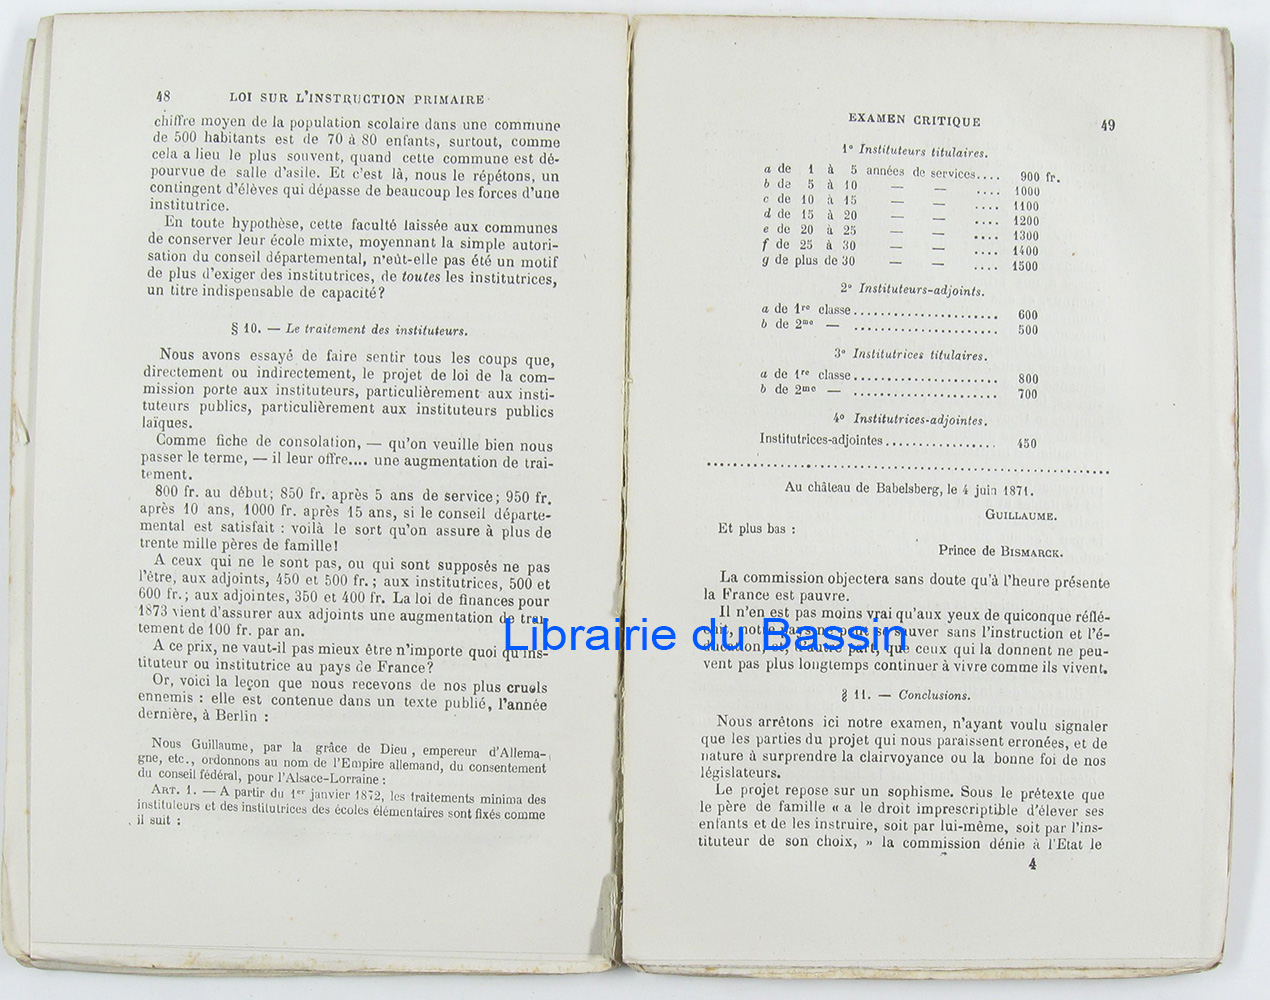 48 LOI SUR L'INSTRUCTION PRIMAIRE
chiffre moyen de la population scolaire dans une commune
de 500 habitants est de 70 à 80 enfants, surtout, comme
cela a lieu le plus souvent, quand cette commune est dé-
pourvue de salle d'asile. Et c'est là, nous le répétons, un
contingent d'élèves qui dépasse de beaucoup les forces d'une
institutrice.
En toute hypothèse, cette faculté laissée aux communes
de conserver leur école mixte, moyennant la simple autori-
sation du conseil départemental, n'eût-elle pas été un motif
de plus d'exiger des institutrices, de toutes les institutrices,
un titre indispensable de capacité?
§ 10. — Le traitement des instituteurs.
Nous avons essayé de faire sentir tous les coups que,
directement ou indirectement, le projet de loi de la com-
mission porte aux instituteurs, particulièrement aux insti-
tuteurs publics, particulièrement aux instituteurs publics
laïques.
Comme fiche de consolation, — qu'on veuille bien nous
passer le terme, — il leur offre.... une augmentation de trai-
tement.
800 fr. au début; 850 fr. après 5 ans de service; 950 fr.
après 10 ans, 1000 fr. après 15 ans, si le conseil départe-
mental est satisfait : voilà le sort qu'on assure à plus de
trente mille pères de famille!
A ceux qui ne le sont pas, ou qui sont supposés ne pas
l'être, aux adjoints, 450 et 500 fr.; aux institutrices, 500 et
600 fr.; aux adjointes, 350 et 400 fr. La loi de finances pour
1873 vient d'assurer aux adjoints une augmentation de trai-
tement de 100 fr. par an.
A ce prix, ne vaut-il pas mieux être n'importe quoi qu'ins-
tituteur ou institutrice au pays de France?
Or, voici la leçon que nous recevons de nos plus cruels
ennemis : elle est contenue dans un texte publié, l'année
dernière, à Berlin :
Nous Guillaume, par la grâce de Dieu, empereur d'Allema-
gne, etc., ordonnons au nom de l'Empire allemand, du consentement
du conseil fédéral, pour l'Alsace-Lorraine :
ART. 1. — A partir du 1er janvier 1872, les traitements minima des
instituteurs et des institutrices des écoles élémentaires sont fixés comme
il suit :
EXAMEN CRITIQUE 49
1° Instituteurs titulaires.
a de 1 à 5 années de services.... 900 fr.
b de 5 à 10 — — .... 1000
c de 10 à 15 — — .... 1100
d de 15 à 20 — — .... 1200
e de 20 à 25 — — .... 1300
f de 25 à 30 — — .... 1400
g de plus de 30 — — .... 1500
2° Instituteurs-adjoints.
a de 1re classe...................... 600
b de 2me — ...................... 500
3° Institutrices titulaires.
a de 1re classe...................... 800
b de 2me — ...................... 700
4° Institutrices-adjointes.
Institutrices-adjointes................. 450
Au château de Babelsberg, le 4 juin 1871.
GUILLAUME.
Et plus bas :
Prince de BISMARCK.
La commission objectera sans doute qu'à l'heure présente
la France est pauvre.
Il n'en est pas moins vrai qu'aux yeux de quiconque réflé-
chit, notre pays ne peut se sauver sans l'instruction et l'é-
ducation, et, d'autre part, que ceux qui la donnent ne peu-
vent pas plus longtemps continuer à vivre comme ils vivent.
§ 11. — Conclusions.
Nous arrêtons ici notre examen, n'ayant voulu signaler
que les parties du projet qui nous paraissent erronées, et de
nature à surprendre la clairvoyance ou la bonne foi de nos
législateurs.
Le projet repose sur un sophisme. Sous le prétexte que
le père de famille « a le droit imprescriptible d'élever ses
enfants et de les instruire, soit par lui-même, soit par l'ins-
tituteur de son choix, » la commission dénie à l'Etat le
4
Librairie du Bassin